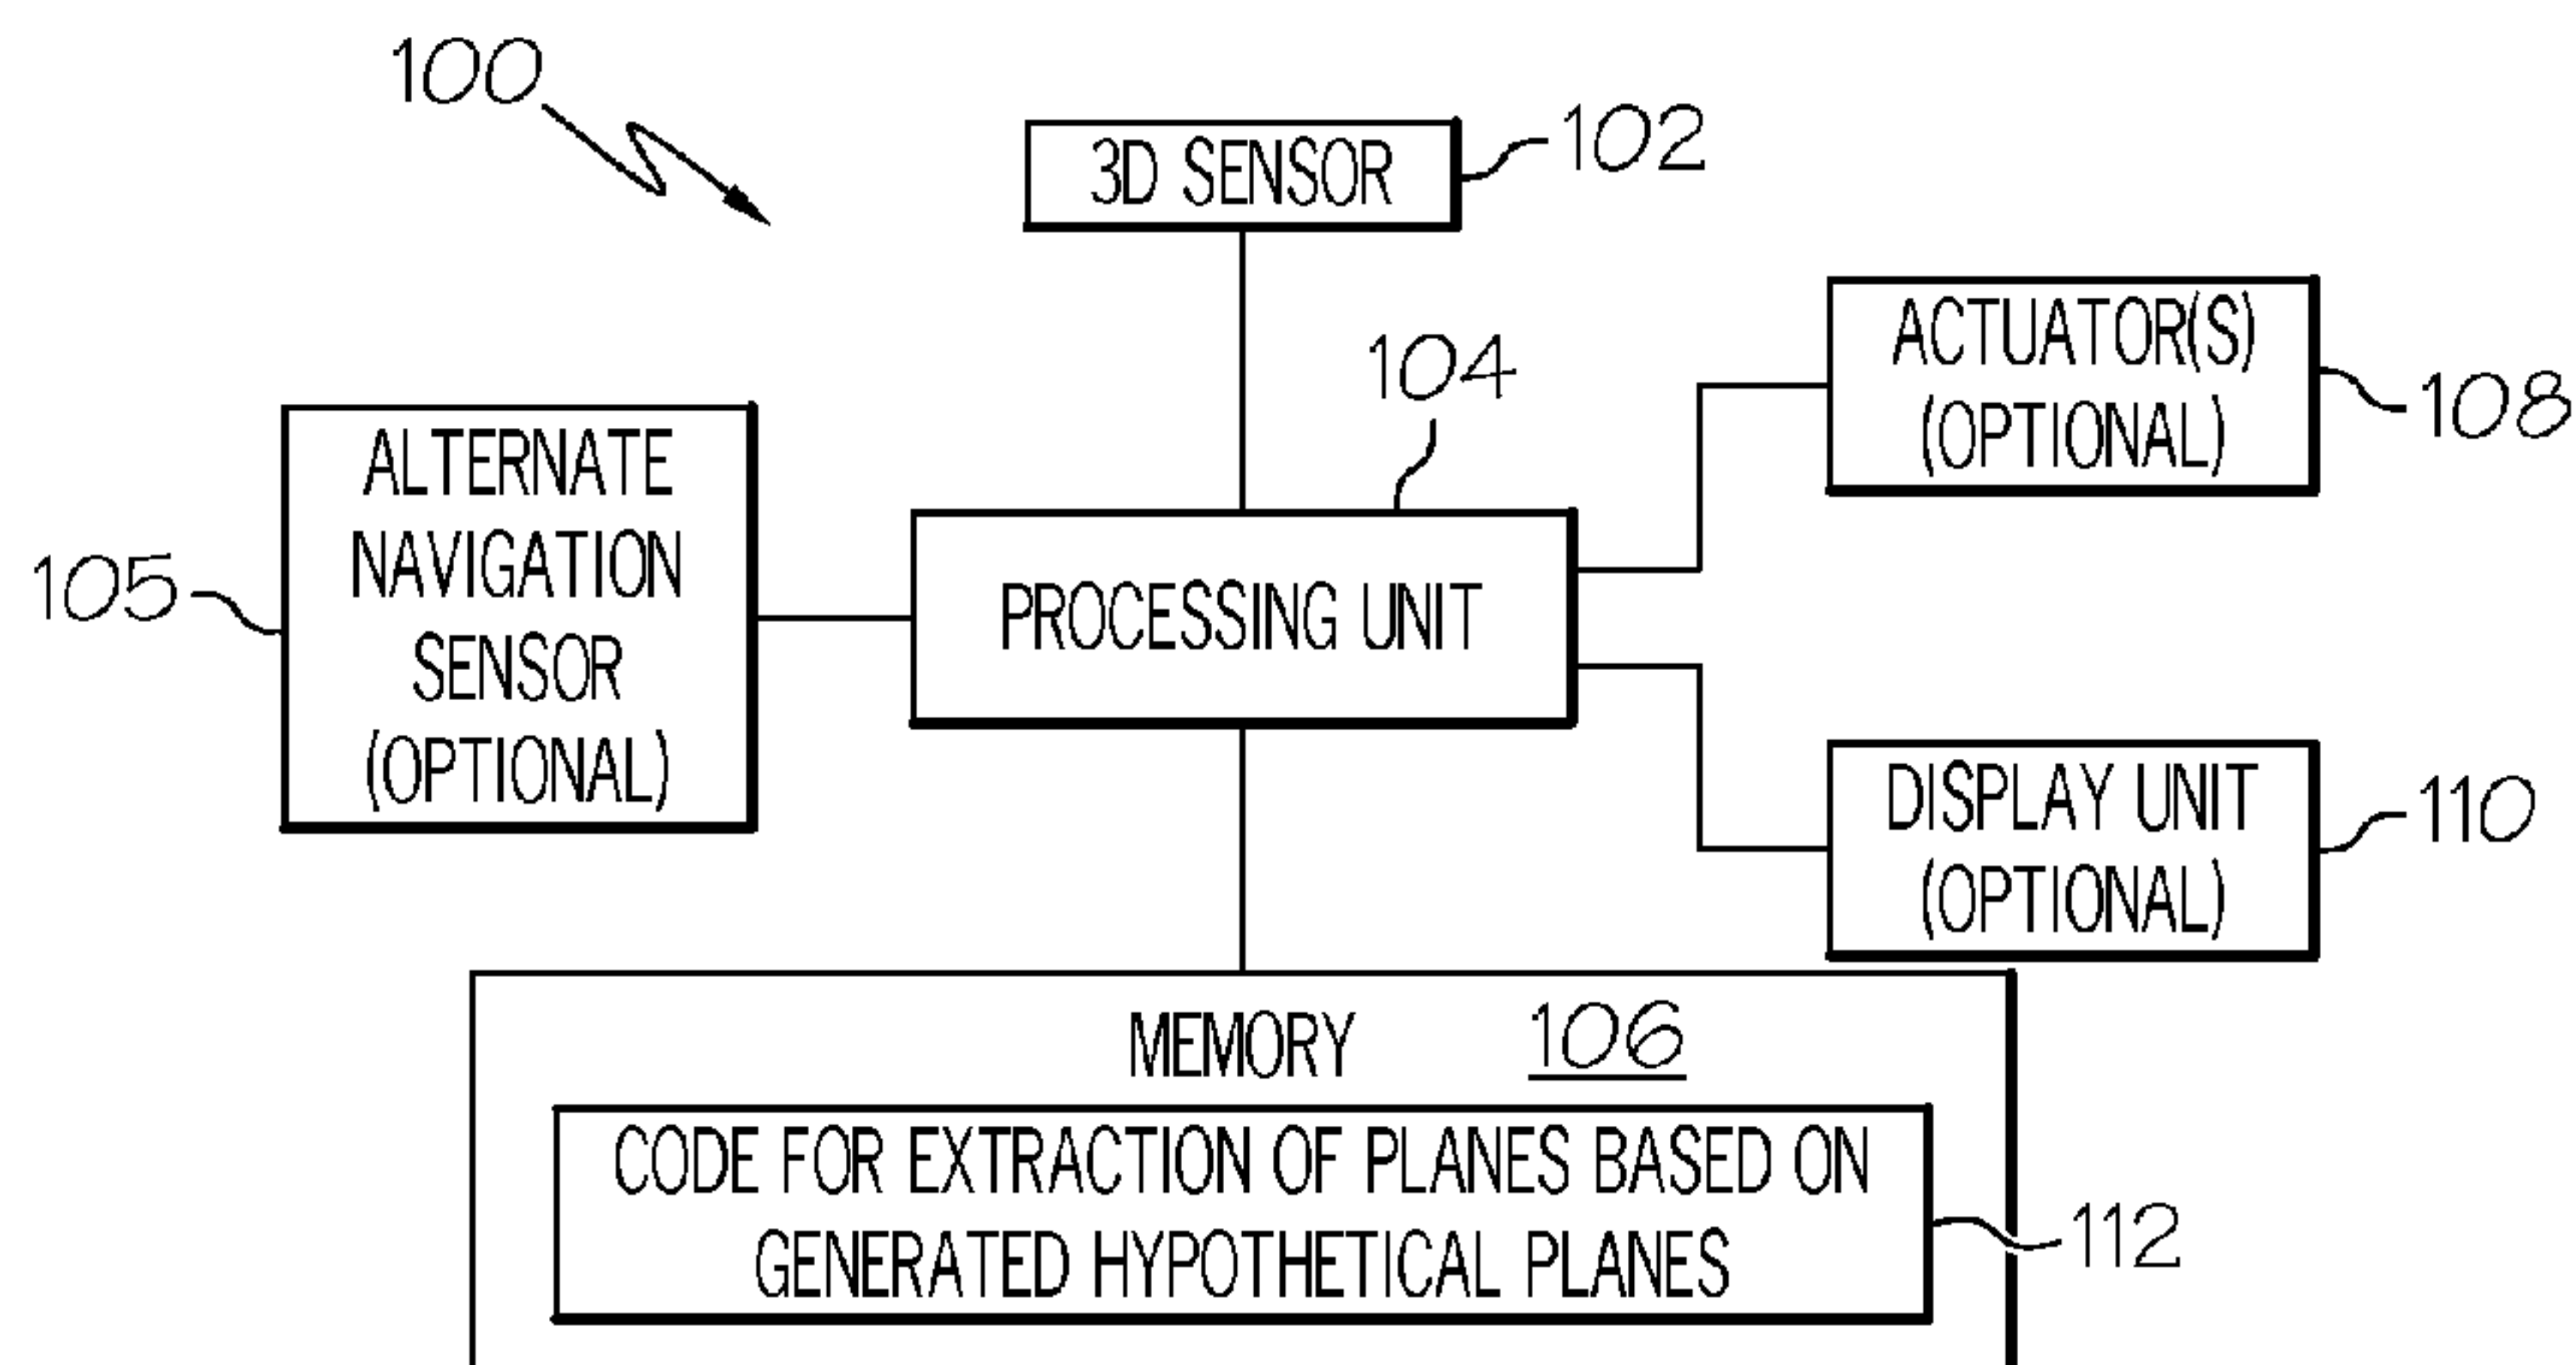 100
3D SENSOR
102
ACTUATOR(S)
(OPTIONAL)
108
104
ALTERNATE
NAVIGATION
SENSOR
(OPTIONAL)
105
PROCESSING UNIT
DISPLAY UNIT
(OPTIONAL)
110
MEMORY 106
CODE FOR EXTRACTION OF PLANES BASED ON
GENERATED HYPOTHETICAL PLANES
112